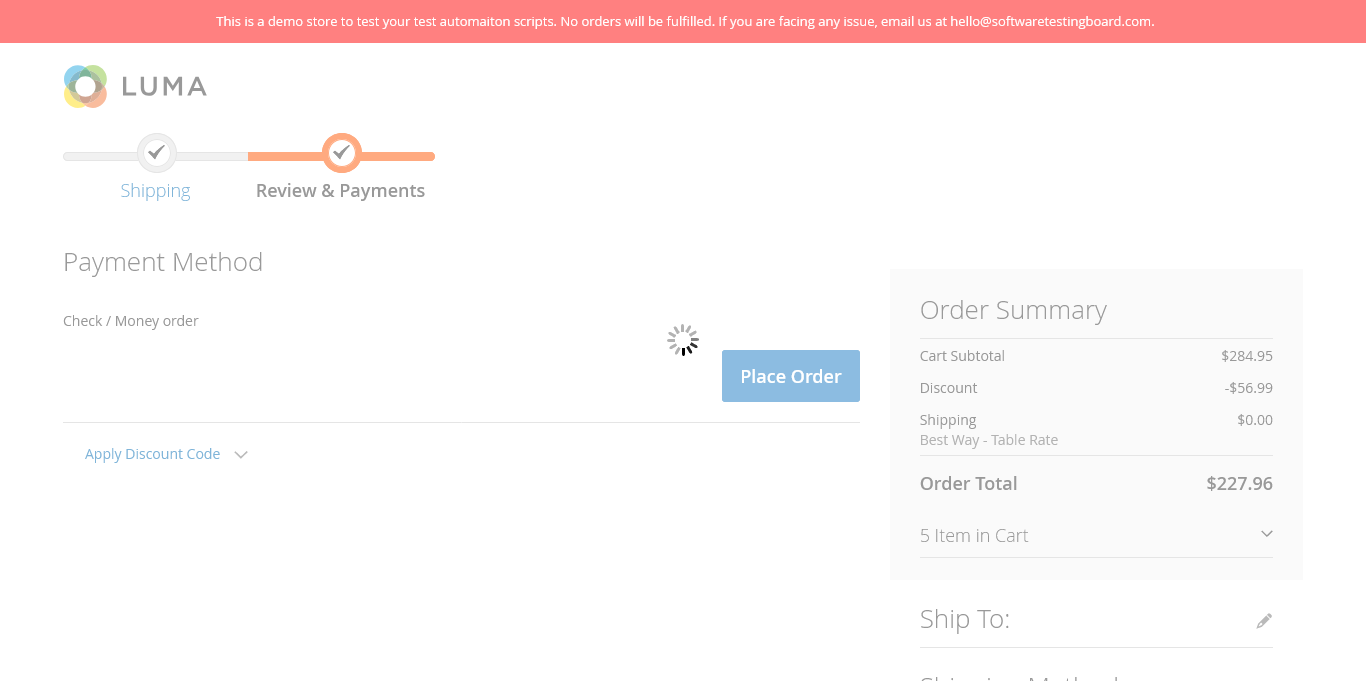 This is a demo store to test your test automaiton scripts. No orders will be fulfilled. If you are facing any issue, email us at hello@softwaretestingboard.com.
LUMA
Shipping
Review & Payments
Payment Method
Check / Money order
Place Order
Apply Discount Code
Order Summary
Cart Subtotal $284.95
Discount -$56.99
Shipping $0.00
Best Way - Table Rate
Order Total $227.96
5 Item in Cart
Ship To:
Shipping Method